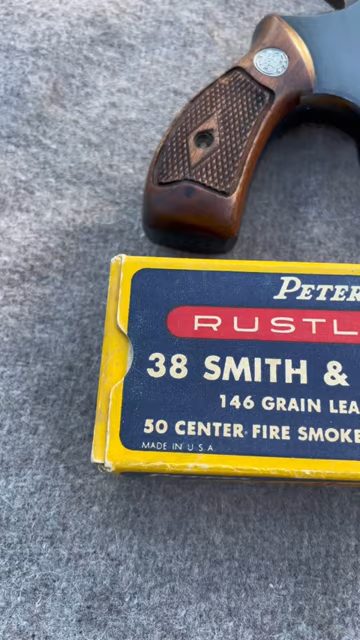 PETER
RUSTL
38 SMITH &
146 GRAIN LEA
50 CENTER FIRE SMOKE
MADE IN U.S.A.